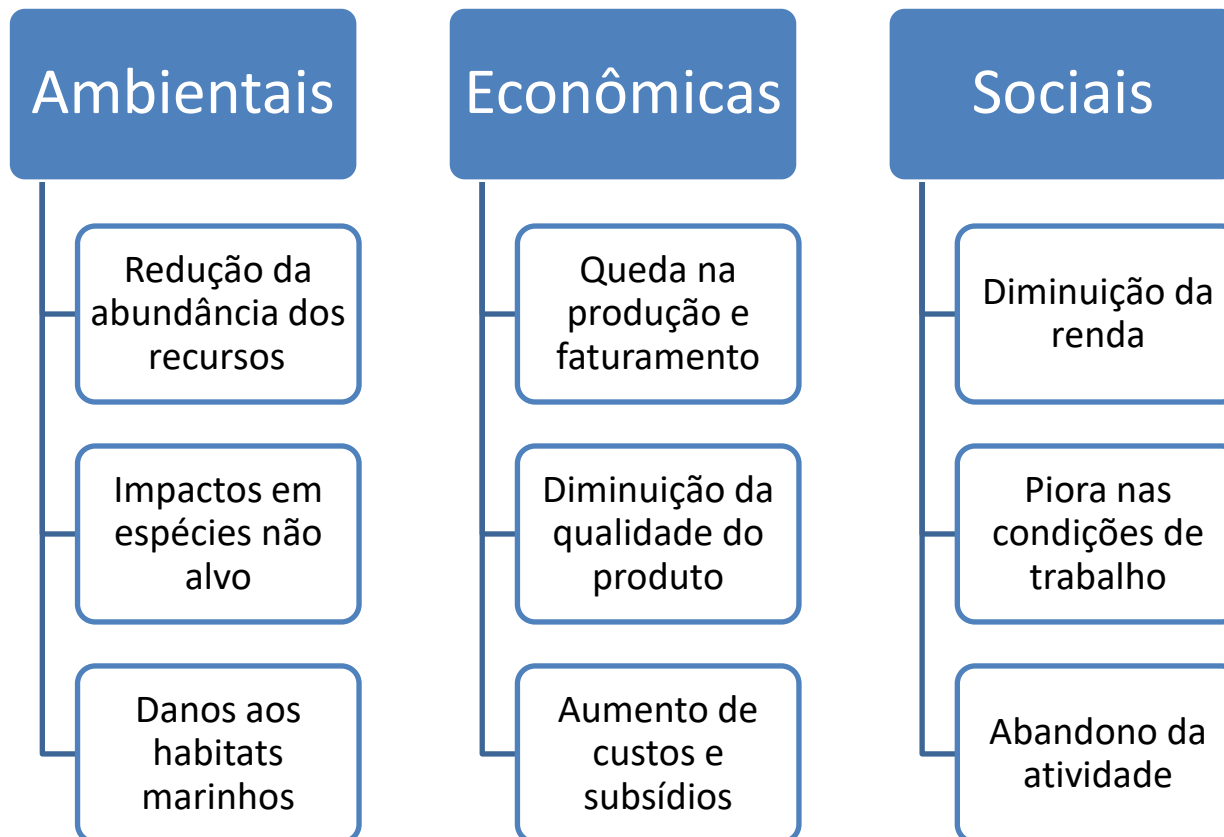 Ambientais
Redução da
abundância dos
recursos
Impactos em
espécies não
alvo
Danos aos
habitats
marinhos
Econômicas
Queda na
produção e
faturamento
Diminuição da
qualidade do
produto
Aumento de
custos e
subsídios
Sociais
Diminuição da
renda
Piora nas
condições de
trabalho
Abandono da
atividade